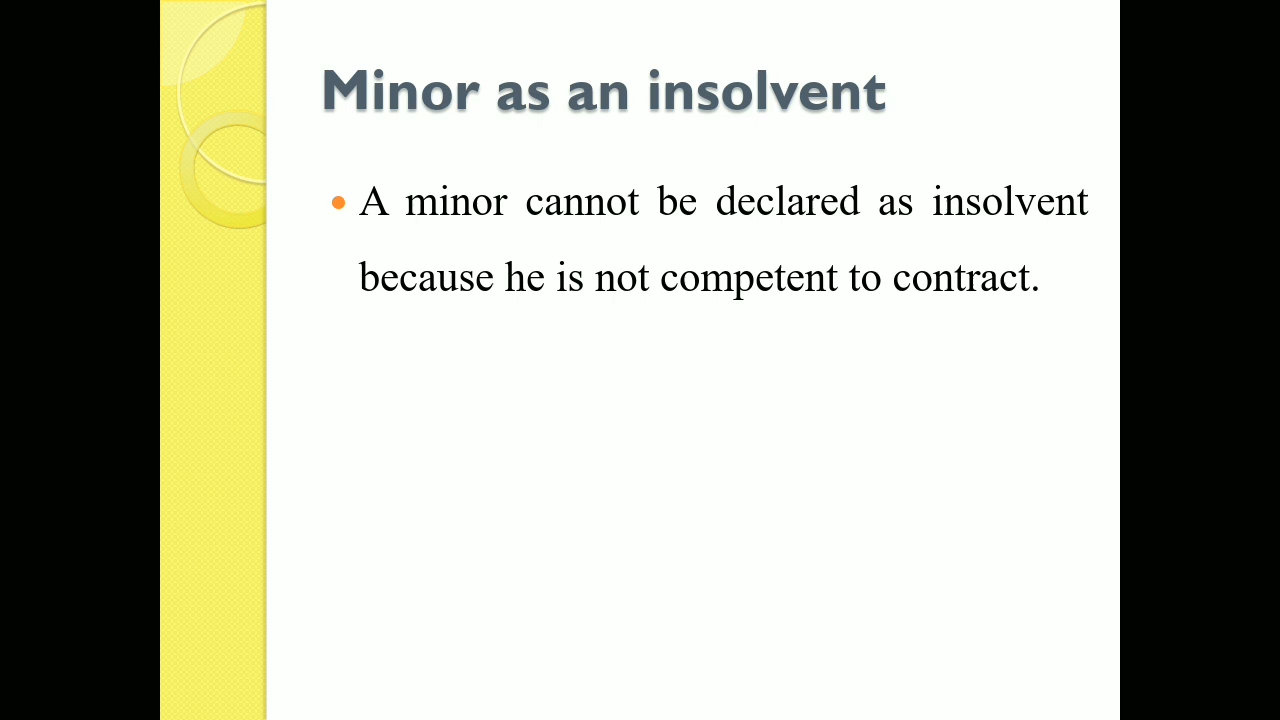 Minor as an insolvent
• A minor cannot be declared as insolvent
because he is not competent to contract.